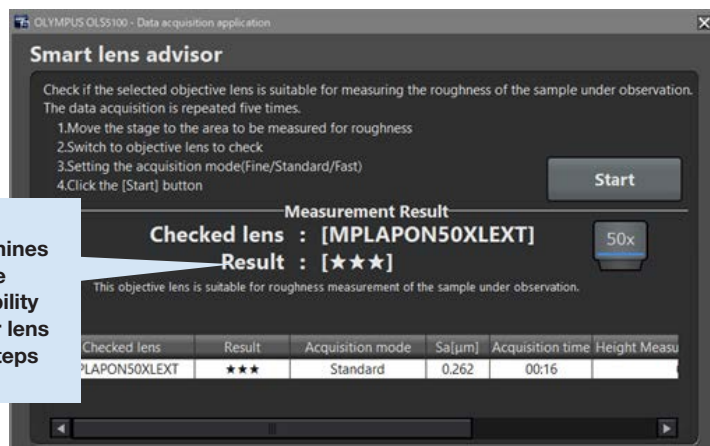 OLYMPUS OLS5100 - Data acquisition application
Smart lens advisor
Check if the selected objective lens is suitable for measuring the roughness of the sample under observation.
The data acquisition is repeated five times.
1.Move the stage to the area to be measured for roughness
2.Switch to objective lens to check
3.Setting the acquisition mode(Fine/Standard/Fast)
4.Click the [Start] button
Start
Measurement Result
Checked lens : [MPLAPON50XLEXT]
50x
Result : [★★★]
This objective lens is suitable for roughness measurement of the sample under observation.
Checked lens Result Acquisition mode Sa[μm] Acquisition time Height Measu
PLAPON50XLEXT ★★★ Standard 0.262 00:16
lens